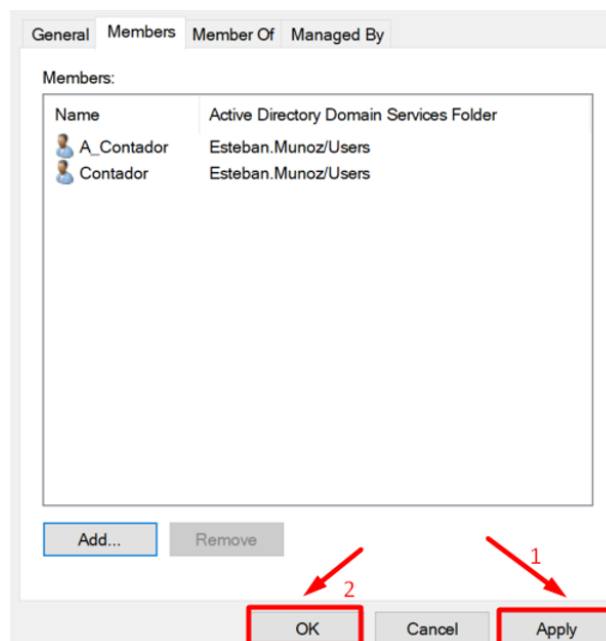 General Members Member Of Managed By
Members:
Name Active Directory Domain Services Folder
A_Contador Esteban.Munoz/Users
Contador Esteban.Munoz/Users
Add... Remove
1
2
OK Cancel Apply